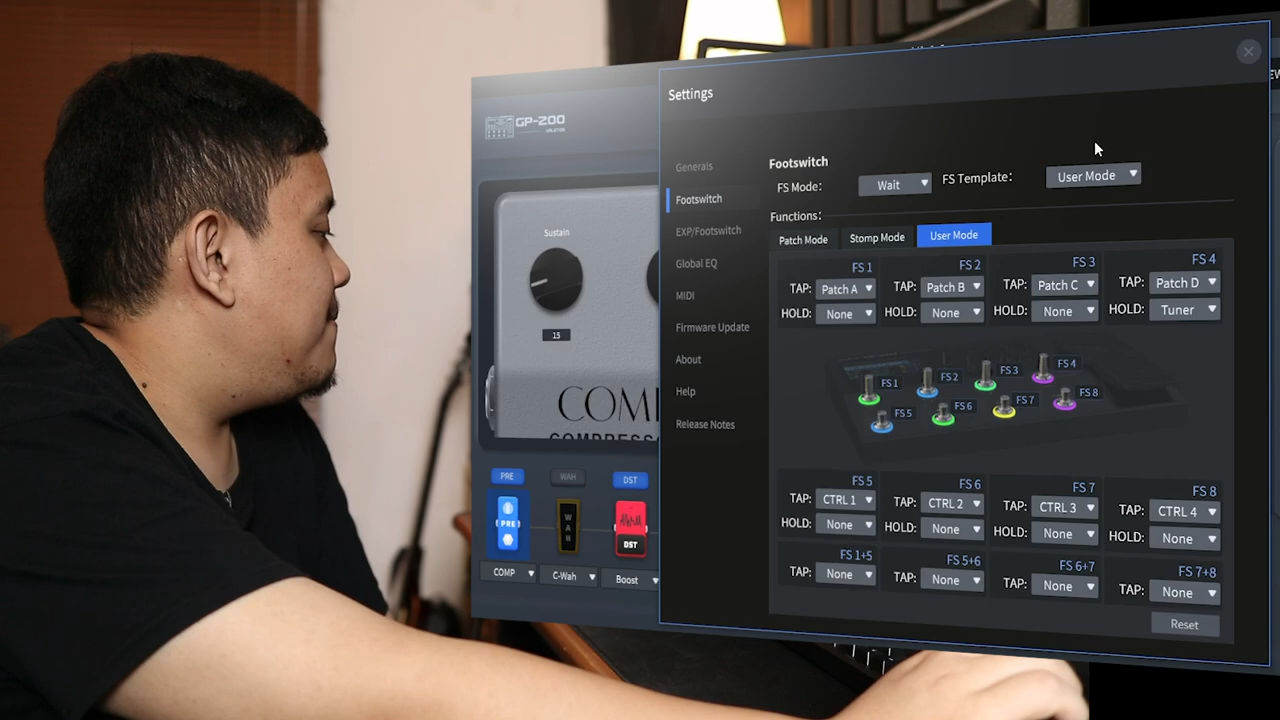 GP-200
Settings
Generals
Footswitch
EXP/Footswitch
Global EQ
MIDI
Firmware Update
About
Help
Release Notes
Footswitch
FS Mode: Wait FS Template: User Mode
Functions:
Patch Mode Stomp Mode User Mode
FS 1 FS 2 FS 3 FS 4
TAP: Patch A TAP: Patch B TAP: Patch C TAP: Patch D
HOLD: None HOLD: None HOLD: None HOLD: Tuner
FS 1 FS 2 FS 3 FS 4
FS 5 FS 6 FS 7 FS 8
FS 5 FS 6 FS 7 FS 8
TAP: CTRL 1 TAP: CTRL 2 TAP: CTRL 3 TAP: CTRL 4
HOLD: None HOLD: None HOLD: None HOLD: None
FS 1+5 FS 5+6 FS 6+7 FS 7+8
TAP: None TAP: None TAP: None TAP: None
Reset
Sustain
15
PRE WAH DST
PRE WAH DST
COMP C-Wah Boost